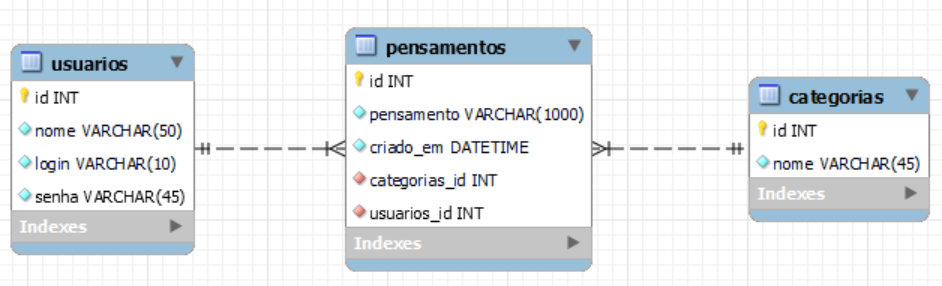 usuarios
id INT
nome VARCHAR(50)
login VARCHAR(10)
senha VARCHAR(45)
Indexes
pensamentos
id INT
pensamento VARCHAR(1000)
criado_em DATETIME
categorias_id INT
usuarios_id INT
Indexes
categorias
id INT
nome VARCHAR(45)
Indexes